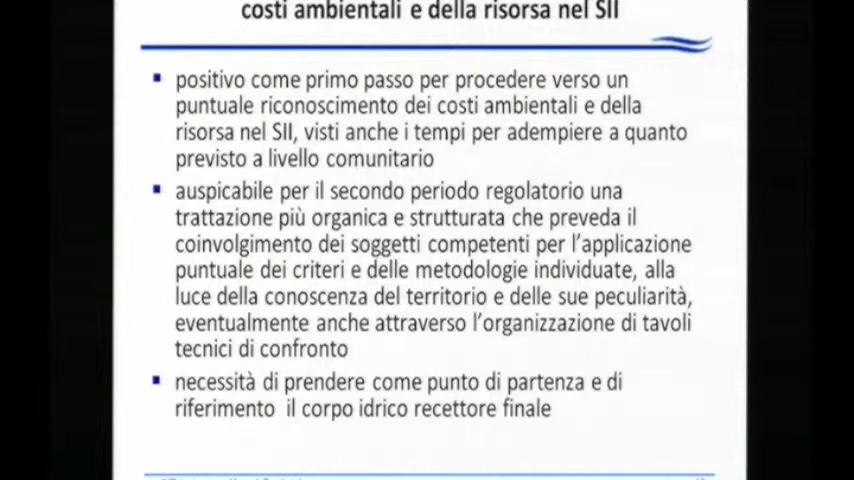 costi ambientali e della risorsa nel SII
▪ positivo come primo passo per procedere verso un
puntuale riconoscimento dei costi ambientali e della
risorsa nel SII, visti anche i tempi per adempiere a quanto
previsto a livello comunitario
▪ auspicabile per il secondo periodo regolatorio una
trattazione più organica e strutturata che preveda il
coinvolgimento dei soggetti competenti per l'applicazione
puntuale dei criteri e delle metodologie individuate, alla
luce della conoscenza del territorio e delle sue peculiarità,
eventualmente anche attraverso l'organizzazione di tavoli
tecnici di confronto
▪ necessità di prendere come punto di partenza e di
riferimento il corpo idrico recettore finale